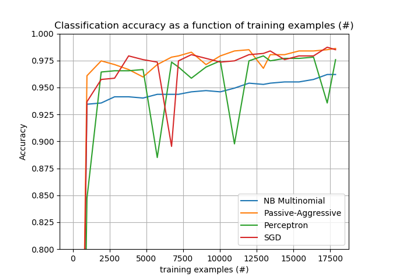 Classification accuracy as a function of training examples (#)
1.000
0.975
0.950
0.925
0.900
0.875
0.850
0.825
0.800
Accuracy
NB Multinomial
Passive-Aggressive
Perceptron
SGD
0 2500 5000 7500 10000 12500 15000 17500
training examples (#)